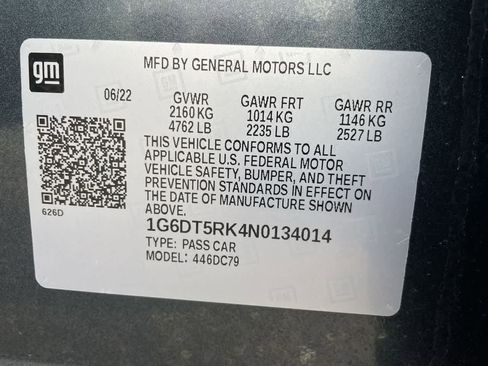 gm
MFD BY GENERAL MOTORS LLC
06/22 GVWR GAWR FRT GAWR RR
2160 KG 1014 KG 1146 KG
4762 LB 2235 LB 2527 LB
THIS VEHICLE CONFORMS TO ALL
APPLICABLE U.S. FEDERAL MOTOR
VEHICLE SAFETY, BUMPER, AND THEFT
PREVENTION STANDARDS IN EFFECT ON
THE DATE OF MANUFACTURE SHOWN
ABOVE.
626D
1G6DT5RK4N0134014
TYPE: PASS CAR
MODEL: 446DC79